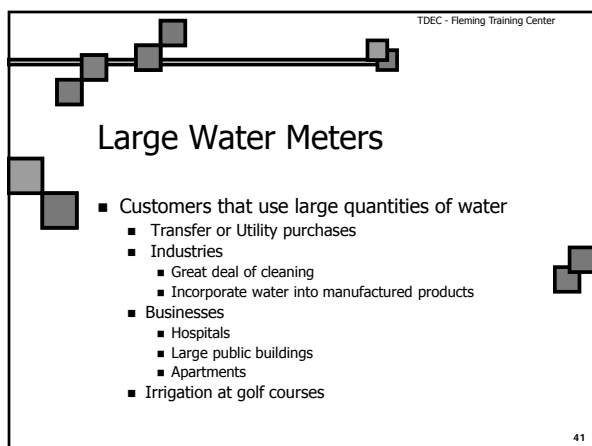 TDEC - Fleming Training Center
Large Water Meters
■ Customers that use large quantities of water
■ Transfer or Utility purchases
■ Industries
■ Great deal of cleaning
■ Incorporate water into manufactured products
■ Businesses
■ Hospitals
■ Large public buildings
■ Apartments
■ Irrigation at golf courses
41